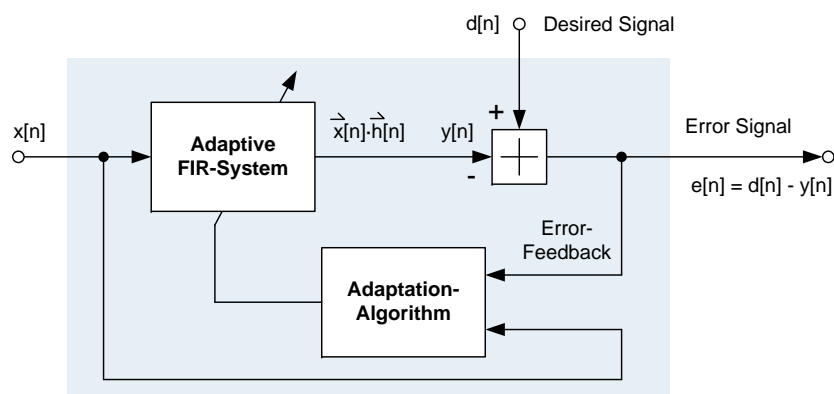 d[n] Desired Signal
x[n]
Adaptive
FIR-System
x[n]·h[n]
y[n]
+
-
Error Signal
e[n] = d[n] - y[n]
Error-
Feedback
Adaptation-
Algorithm